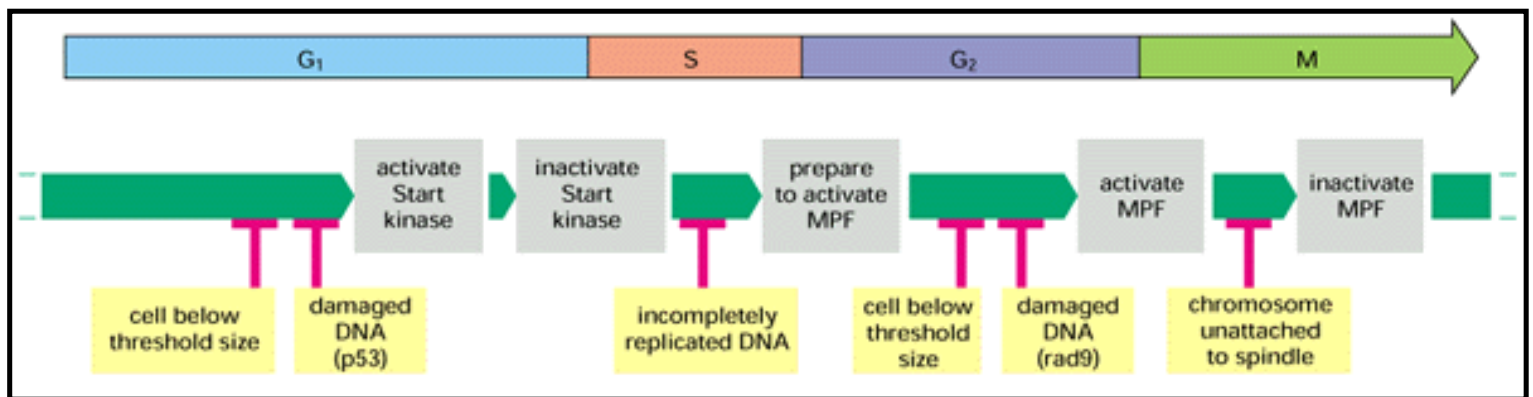 G₁
S
G₂
M
activate
Start
kinase
inactivate
Start
kinase
prepare
to activate
MPF
activate
MPF
inactivate
MPF
cell below
threshold size
damaged
DNA
(p53)
incompletely
replicated DNA
cell below
threshold
size
damaged
DNA
(rad9)
chromosome
unattached
to spindle